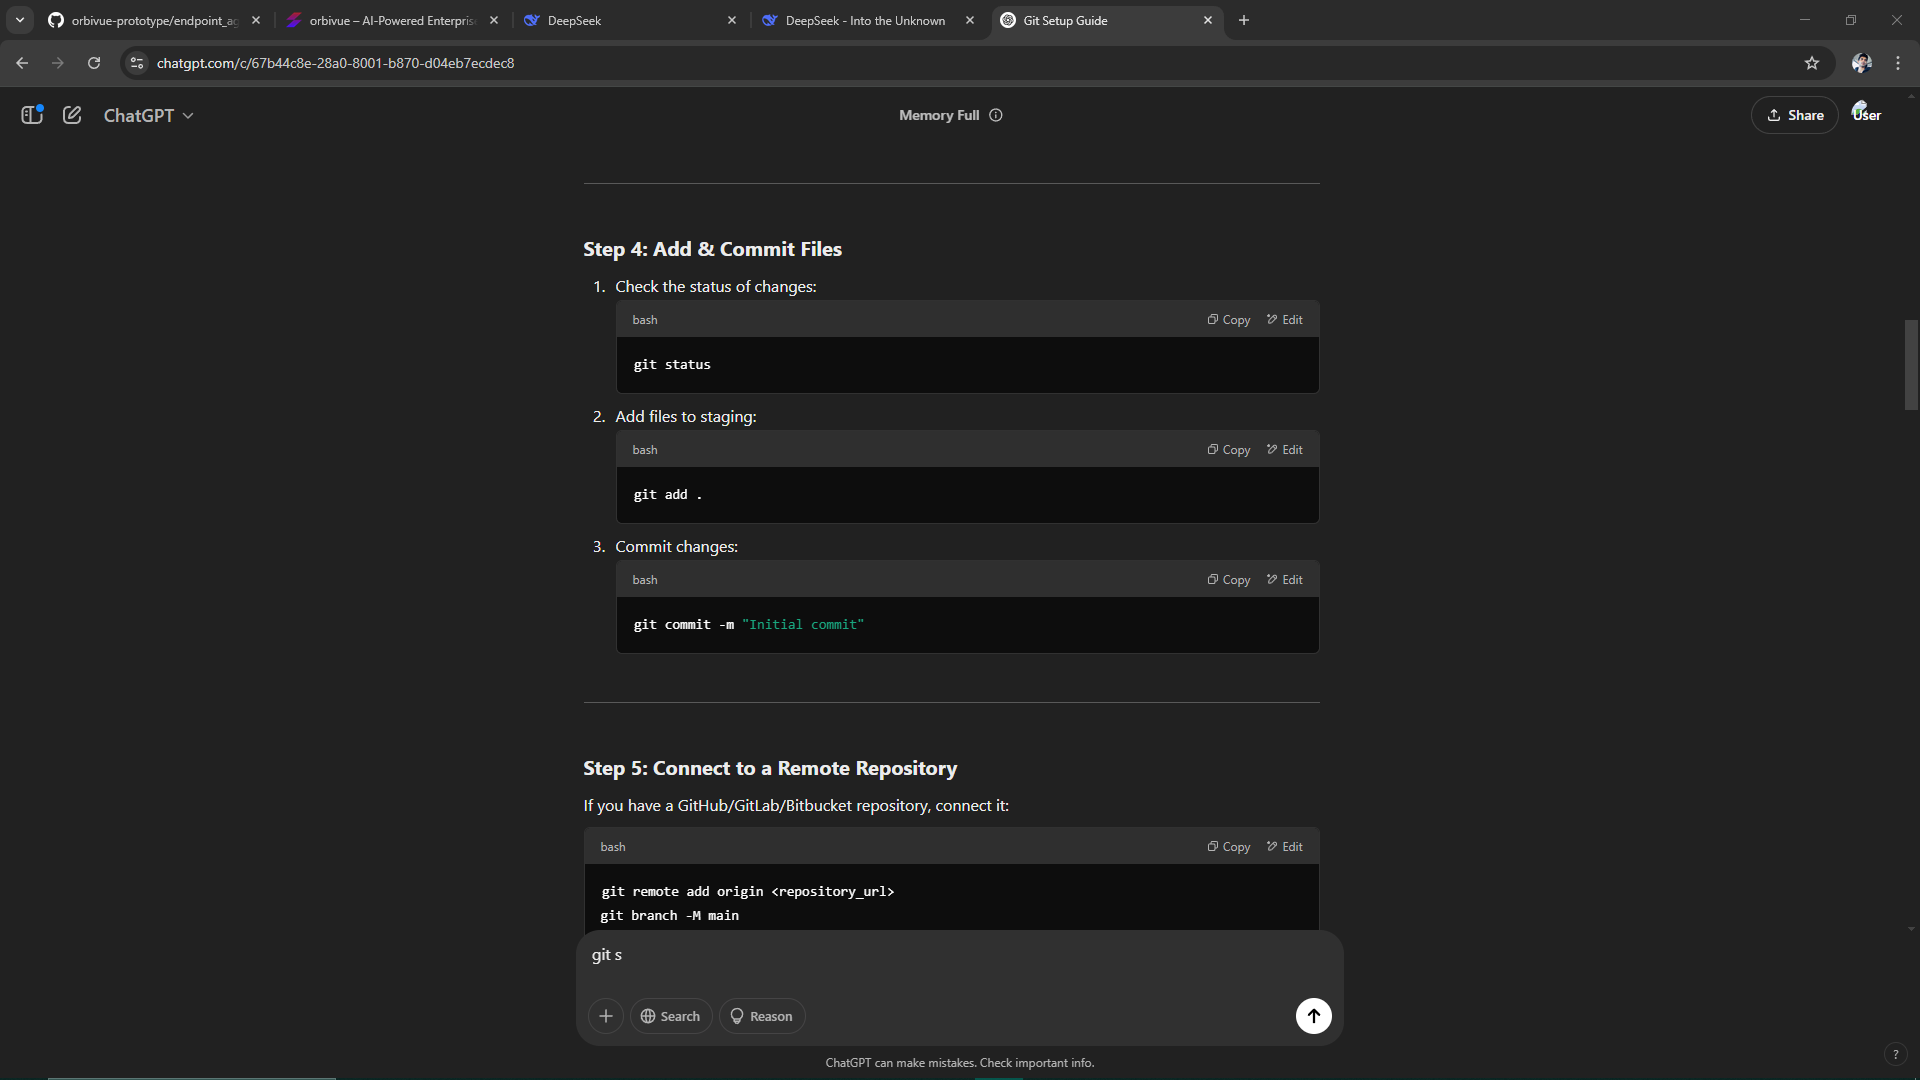 orbivue-prototype/endpoint_ag
orbivue – AI-Powered Enterprise
DeepSeek
DeepSeek - Into the Unknown
Git Setup Guide
chatgpt.com/c/67b44c8e-28a0-8001-b870-d04eb7ecdec8
ChatGPT
Memory Full
Share
User
Step 4: Add & Commit Files
1. Check the status of changes:
bash
Copy
Edit
git status
2. Add files to staging:
bash
Copy
Edit
git add .
3. Commit changes:
bash
Copy
Edit
git commit -m "Initial commit"
Step 5: Connect to a Remote Repository
If you have a GitHub/GitLab/Bitbucket repository, connect it:
bash
Copy
Edit
git remote add origin <repository_url>
git branch -M main
git s
Search
Reason
ChatGPT can make mistakes. Check important info.
?